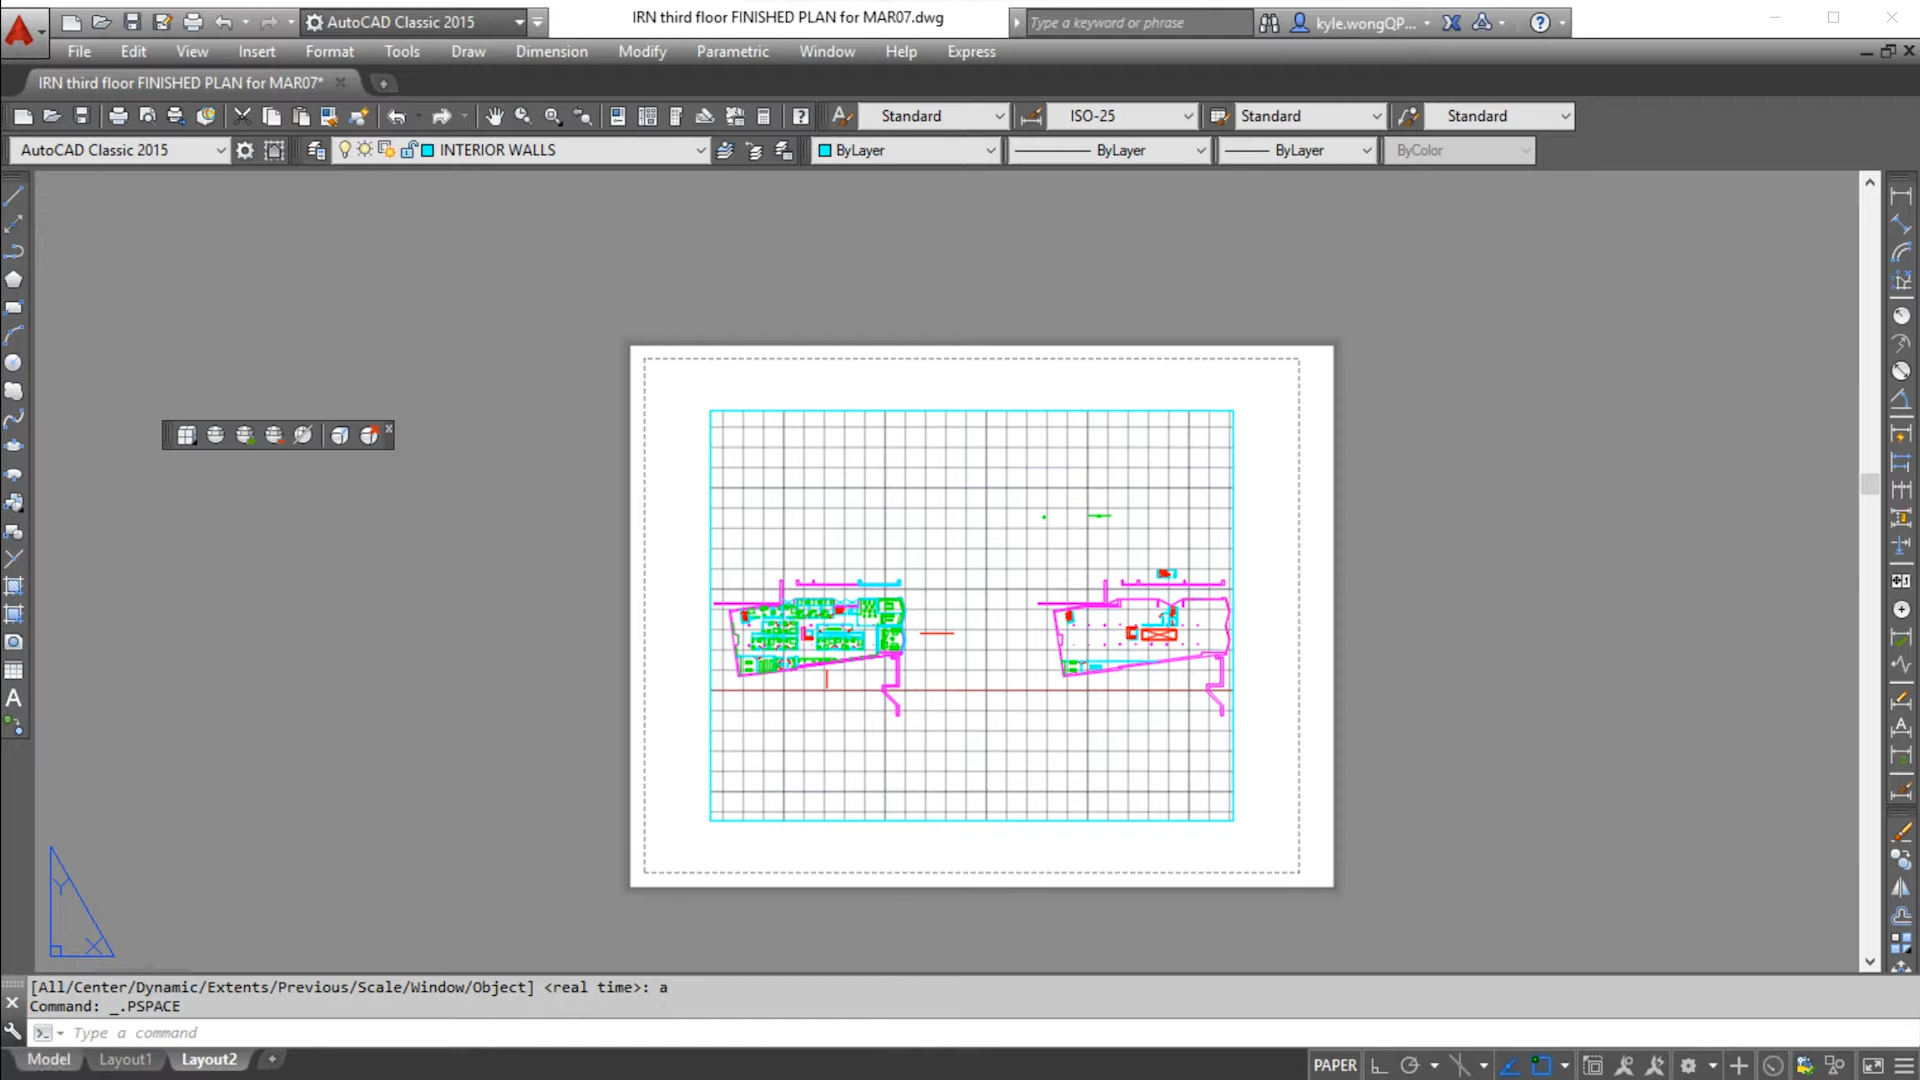 AutoCAD Classic 2015
IRN third floor FINISHED PLAN for MAR07.dwg
Type a keyword or phrase
kyle.wongQP...
File Edit View Insert Format Tools Draw Dimension Modify Parametric Window Help Express
IRN third floor FINISHED PLAN for MAR07*
Standard ISO-25 Standard Standard
AutoCAD Classic 2015 INTERIOR WALLS ByLayer ByLayer ByLayer ByColor
Y
X
[All/Center/Dynamic/Extents/Previous/Scale/Window/Object] <real time>: a
Command: _.PSPACE
Type a command
Model Layout1 Layout2 +
PAPER